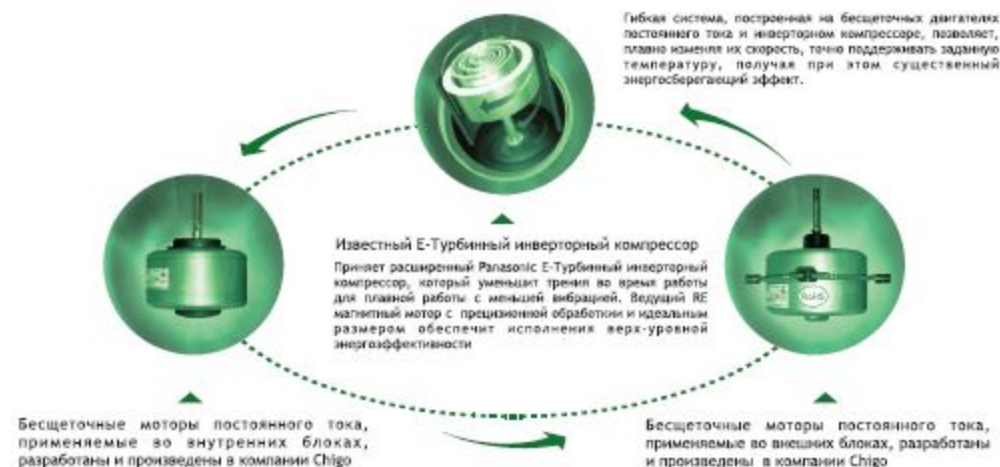 Гибкая система, построенная на бесщеточных двигателях
постоянного тока и инверторном компрессоре, позволяет,
плавно изменяя их скорость, точно поддерживать заданную
температуру, получая при этом существенный
энергосберегающий эффект.
Известный Е-Турбинный инверторный компрессор
Приняет расширенный Panasonic Е-Турбинный инверторный
компрессор, который уменьшит трения во время работы
для плавной работы с меньшей вибрацией. Ведущий RE
магнитный мотор с прецизионной обработкии и идеальным
размером обеспечит исполнения верх-уровной
энергоэффективности
RoHS
Бесщеточные моторы постоянного тока,
применяемые во внутренних блоках,
разработаны и произведены в компании Chigo
Бесщеточные моторы постоянного тока,
применяемые во внешних блоках, разработаны
и произведены в компании Chigo